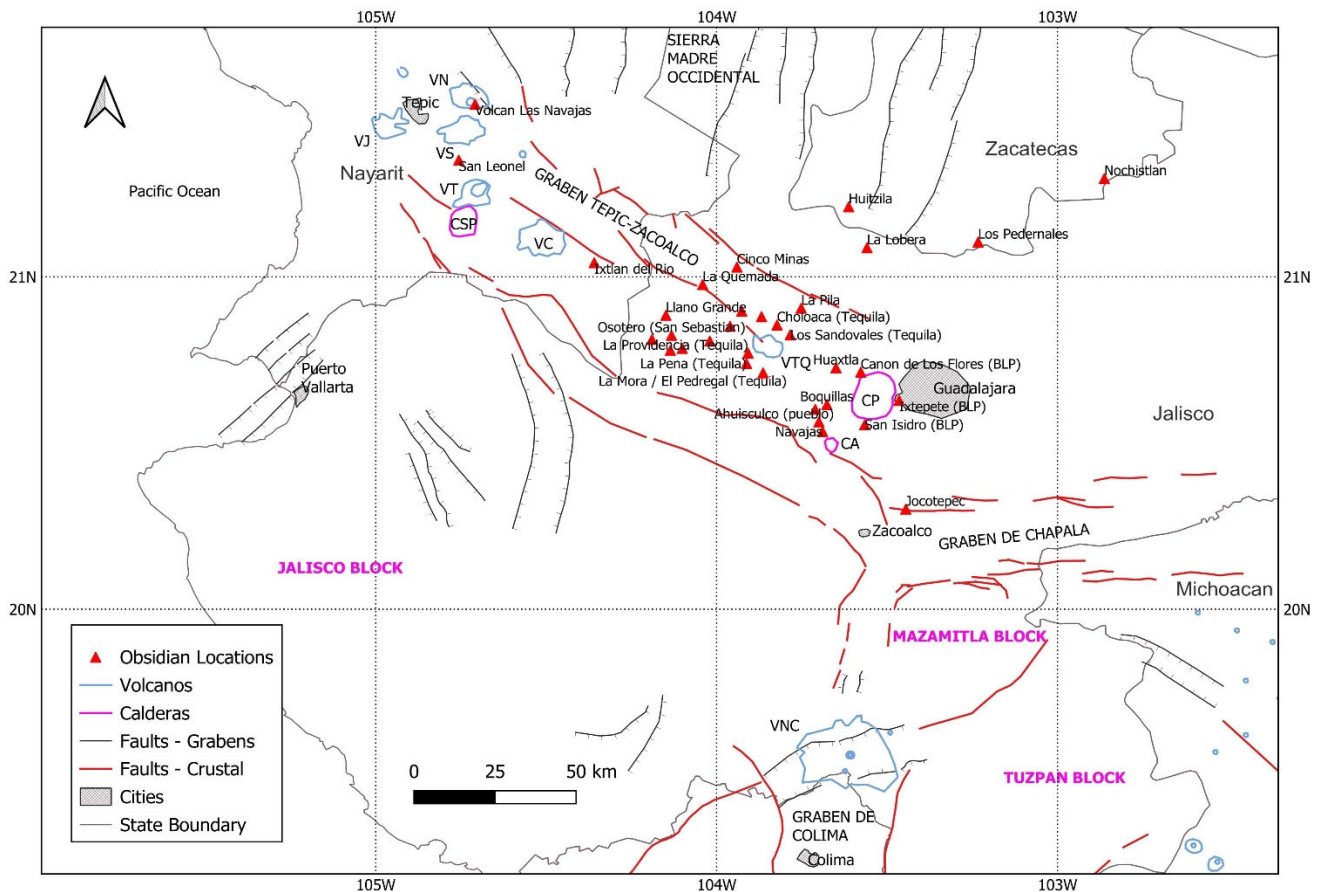 105W
104W
103W
SIERRA
MADRE
OCCIDENTAL
VN
Tepic
Volcan Las Navajas
VJ
VS
San Leonel
Zacatecas
Nochistlan
Pacific Ocean
Nayarit
VT
GRABEN TEPIC-ZACOALCO
Huitzila
CSP
VC
La Lobera
Los Pedernales
21N
21N
Ixtlan del Rio
Cinco Minas
La Quemada
La Pila
Llano Grande
Choloaca (Tequila)
Osotero (San Sebastian)
Los Sandovales (Tequila)
La Providencia (Tequila)
La Pena (Tequila)
VTQ
Huaxtla
Canon de Los Flores (BLP)
La Mora / El Pedregal (Tequila)
Puerto
Vallarta
Guadalajara
Boquillas
CP
Ixtepete (BLP)
Ahuisculco (pueblo)
San Isidro (BLP)
Jalisco
Navajas
CA
Jocotepec
Zacoalco
GRABEN DE CHAPALA
JALISCO BLOCK
Michoacan
20N
20N
MAZAMITLA BLOCK
Obsidian Locations
Volcanos
Calderas
Faults - Grabens
Faults - Crustal
Cities
State Boundary
VNC
0 25 50 km
TUZPAN BLOCK
GRABEN DE
COLIMA
Colima
105W
104W
103W